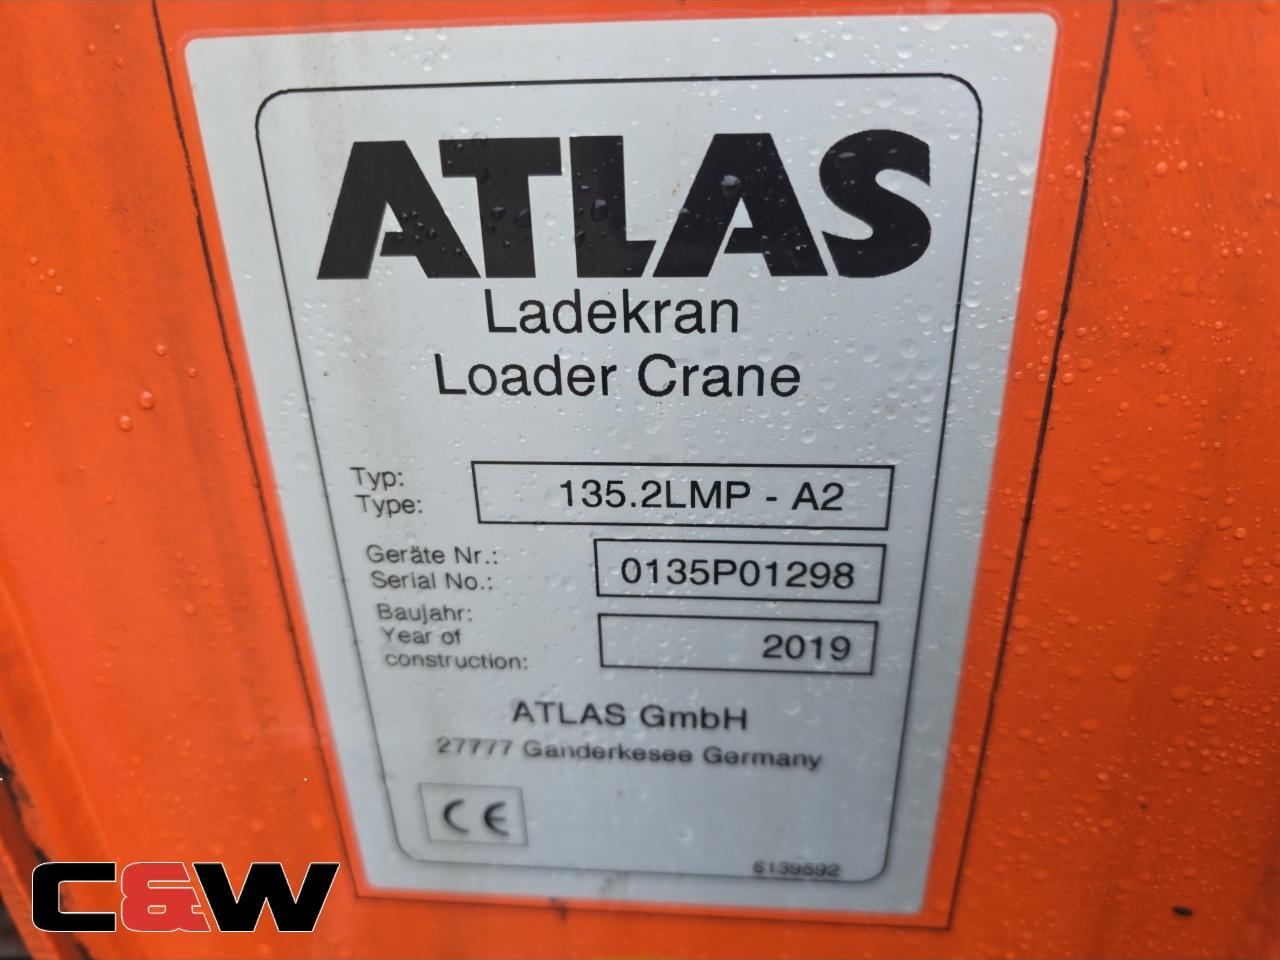 ATLAS
Ladekran
Loader Crane
Typ:
Type:
135.2LMP - A2
Geräte Nr.:
Serial No.:
0135P01298
Baujahr:
Year of
construction:
2019
ATLAS GmbH
27777 Ganderkesee Germany
CE
6139592
C&W